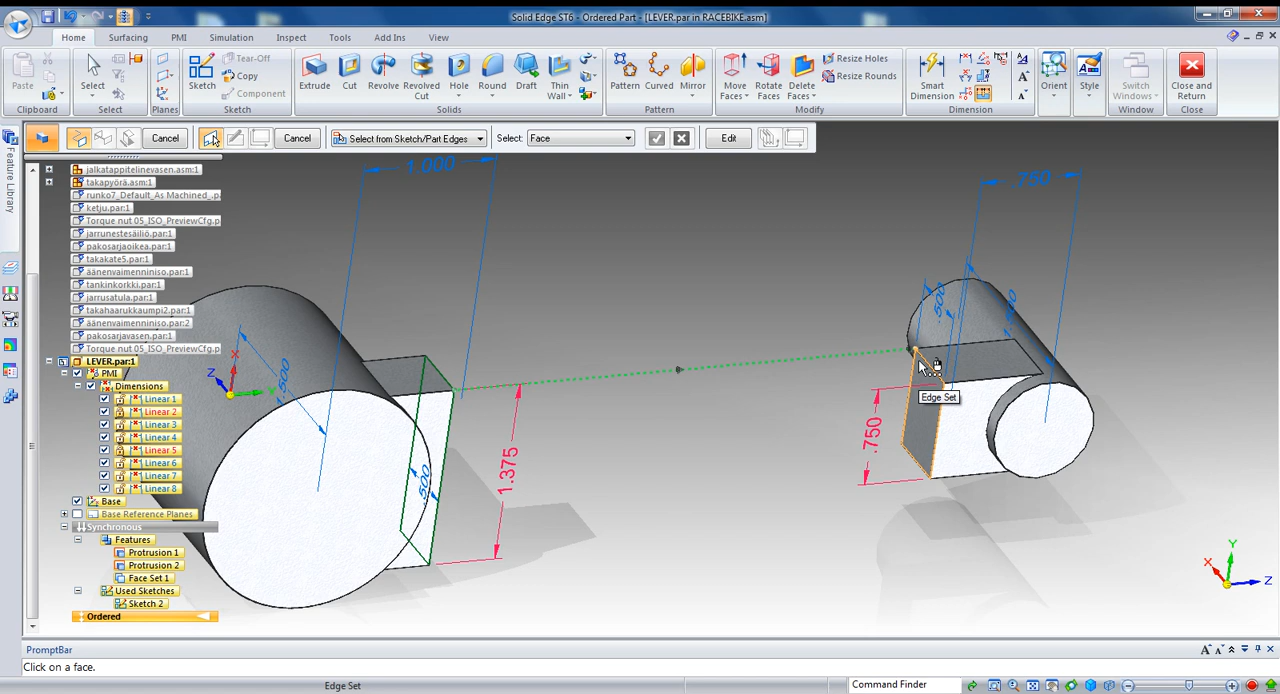 Solid Edge ST6 - Ordered Part - [LEVER.par in RACEBIKE.asm]
Home Surfacing PMI Simulation Inspect Tools Add Ins View
Tear-Off
Copy
Component
Resize Holes
Resize Rounds
Paste Select Sketch Extrude Cut Revolve Revolved Cut Hole Round Draft Thin Wall Pattern Curves Mirror Move Faces Rotate Faces Delete Faces Smart Dimension Orient Style Switch Windows Close and Return
Clipboard Select Planes Sketch Solids Pattern Modify Dimension Window Close
Cancel Cancel Select from Sketch/Part Edges Select: Face Edit
Feature Library
jalkatappitelinevasen.asm:1
takapyörä.asm:1
runko7_Default_As Machined_.pa
ketju.par:1
Torque nut 05_ISO_PreviewCfg.p
jarrunestesäiliö.par:1
pakosarjaoikea.par:1
takakate5.par:1
äänenvaimenniniso.par:1
tankinkorkki.par:1
jarrusatula.par:1
takahaarukkaumpi2.par:1
äänenvaimenniniso.par:2
pakosarjavasen.par:1
Torque nut 05_ISO_PreviewCfg.p
LEVER.par:1
PMI
Dimensions
Linear 1
Linear 2
Linear 3
Linear 4
Linear 5
Linear 6
Linear 7
Linear 8
Base
Base Reference Planes
Synchronous
Features
Protrusion 1
Protrusion 2
Face Set 1
Used Sketches
Sketch 2
Ordered
1.000
.750
.500
.500
1.375
.750
Edge Set
X
Z
Y
X
Y
Z
PromptBar
Click on a face.
Edge Set
Command Finder